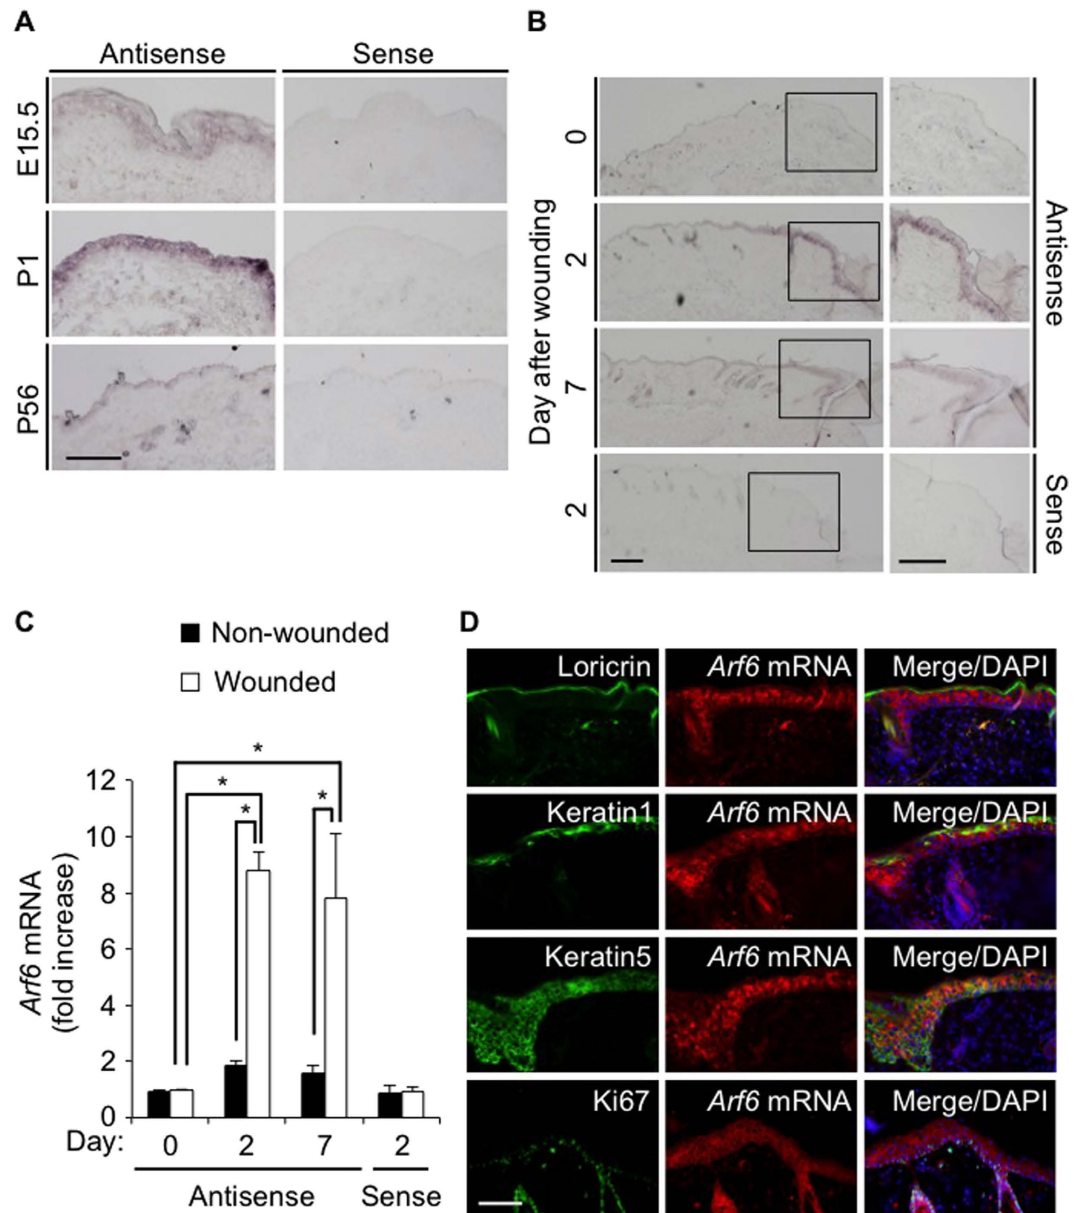 A
Antisense Sense
E15.5
P1
P56
B
Day after wounding
0
2
7
2
Antisense
Sense
C
Non-wounded
Wounded
Arf6 mRNA
(fold increase)
12
10
8
6
4
2
0
*
*
*
*
Day: 0 2 7 2
Antisense Sense
D
Loricrin Arf6 mRNA Merge/DAPI
Keratin1 Arf6 mRNA Merge/DAPI
Keratin5 Arf6 mRNA Merge/DAPI
Ki67 Arf6 mRNA Merge/DAPI